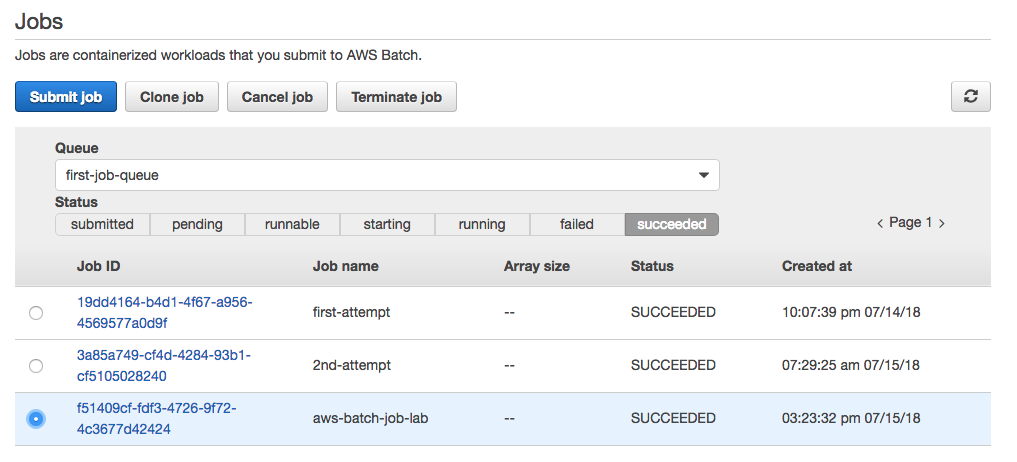 Jobs
Jobs are containerized workloads that you submit to AWS Batch.
Submit job Clone job Cancel job Terminate job
Queue
first-job-queue
Status
submitted pending runnable starting running failed succeeded
< Page 1 >
Job ID Job name Array size Status Created at
19dd4164-b4d1-4f67-a956-
4569577a0d9f
first-attempt -- SUCCEEDED 10:07:39 pm 07/14/18
3a85a749-cf4d-4284-93b1-
cf5105028240
2nd-attempt -- SUCCEEDED 07:29:25 am 07/15/18
f51409cf-fdf3-4726-9f72-
4c3677d42424
aws-batch-job-lab -- SUCCEEDED 03:23:32 pm 07/15/18